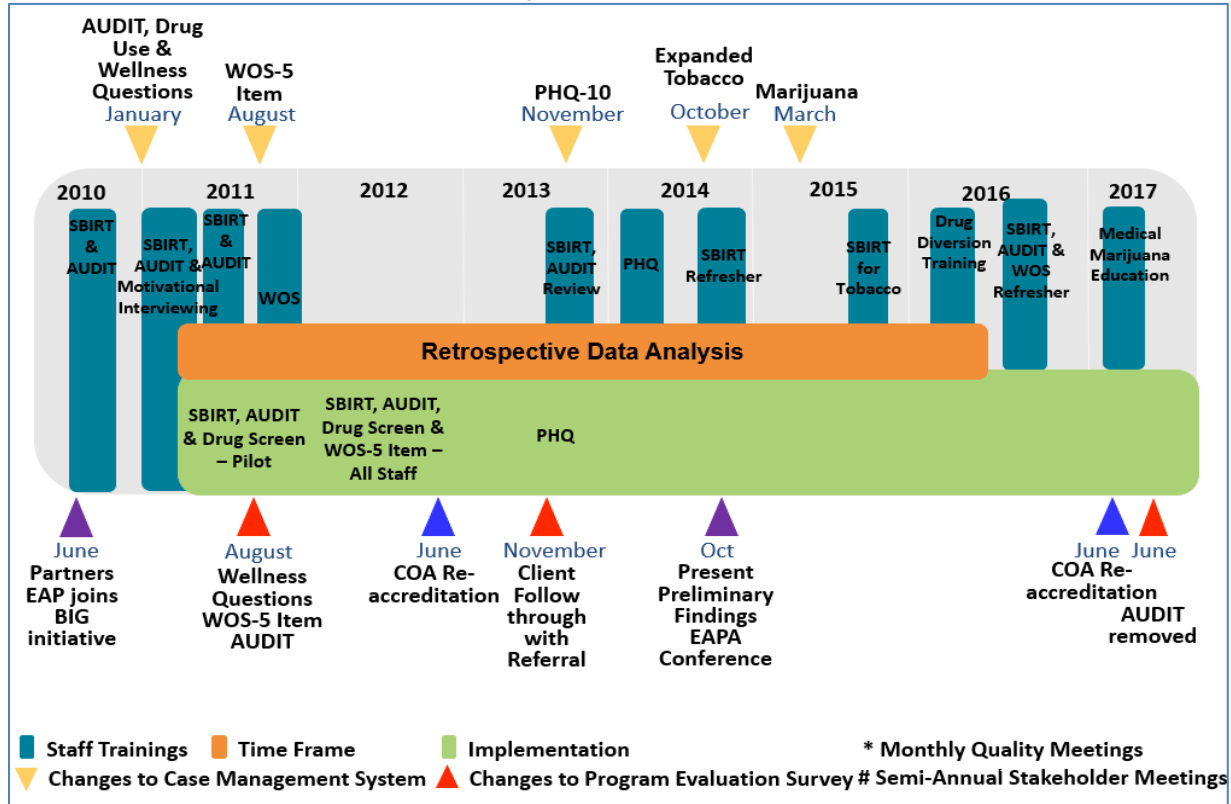 AUDIT, Drug
Use &
Wellness
Questions
January
WOS-5
Item
August
PHQ-10
November
Expanded
Tobacco
October
Marijuana
March
2010
2011
2012
2013
2014
2015
2016
2017
SBIRT
&
AUDIT
SBIRT,
AUDIT &
Motivational
Interviewing
SBIRT
&
AUDIT
WOS
SBIRT,
AUDIT
Review
PHQ
SBIRT
Refresher
SBIRT
for
Tobacco
Drug
Diversion
Training
SBIRT,
AUDIT &
WOS
Refresher
Medical
Marijuana
Education
Retrospective Data Analysis
SBIRT, AUDIT
& Drug Screen
– Pilot
SBIRT, AUDIT,
Drug Screen &
WOS-5 Item –
All Staff
PHQ
June
Partners
EAP joins
BIG
initiative
August
Wellness
Questions
WOS-5 Item
AUDIT
June
COA Re-
accreditation
November
Client
Follow
through
with
Referral
Oct
Present
Preliminary
Findings
EAPA
Conference
June
COA Re-
accreditation
June
AUDIT
removed
Staff Trainings
Time Frame
Implementation
* Monthly Quality Meetings
Changes to Case Management System
Changes to Program Evaluation Survey
# Semi-Annual Stakeholder Meetings